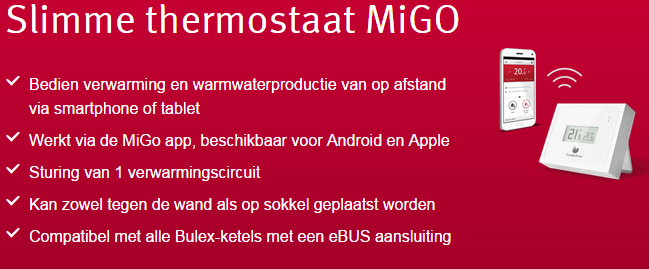 Slimme thermostaat MiGO
Bedien verwarming en warmwaterproductie van op afstand
via smartphone of tablet
Werkt via de MiGo app, beschikbaar voor Android en Apple
Sturing van 1 verwarmingscircuit
Kan zowel tegen de wand als op sokkel geplaatst worden
Compatibel met alle Bulex-ketels met een eBUS aansluiting